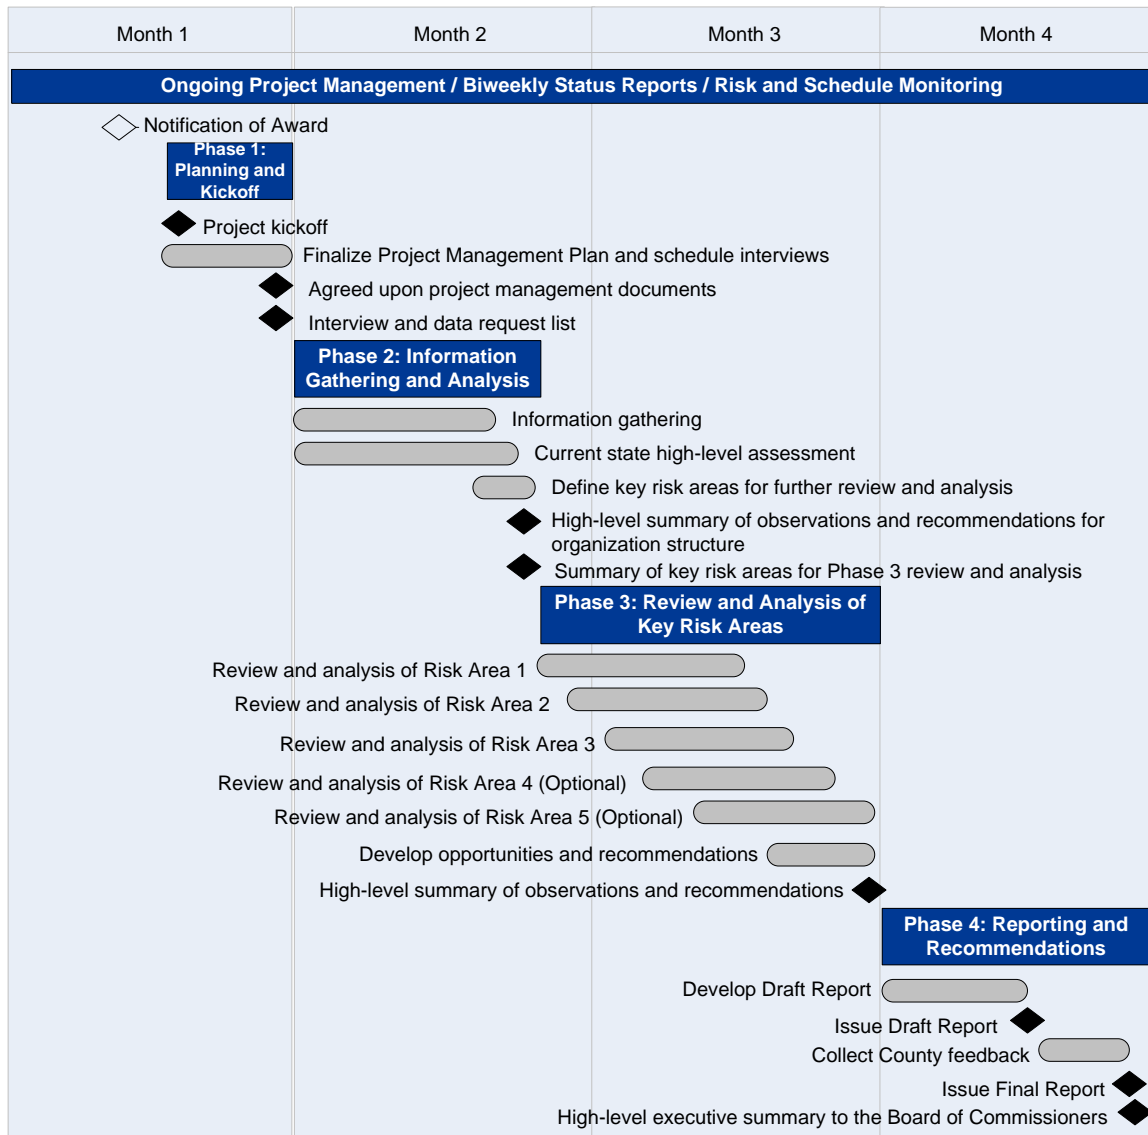 Month 1
Month 2
Month 3
Month 4
Ongoing Project Management / Biweekly Status Reports / Risk and Schedule Monitoring
Notification of Award
Phase 1:
Planning and
Kickoff
Project kickoff
Finalize Project Management Plan and schedule interviews
Agreed upon project management documents
Interview and data request list
Phase 2: Information
Gathering and Analysis
Information gathering
Current state high-level assessment
Define key risk areas for further review and analysis
High-level summary of observations and recommendations for
organization structure
Summary of key risk areas for Phase 3 review and analysis
Phase 3: Review and Analysis of
Key Risk Areas
Review and analysis of Risk Area 1
Review and analysis of Risk Area 2
Review and analysis of Risk Area 3
Review and analysis of Risk Area 4 (Optional)
Review and analysis of Risk Area 5 (Optional)
Develop opportunities and recommendations
High-level summary of observations and recommendations
Phase 4: Reporting and
Recommendations
Develop Draft Report
Issue Draft Report
Collect County feedback
Issue Final Report
High-level executive summary to the Board of Commissioners